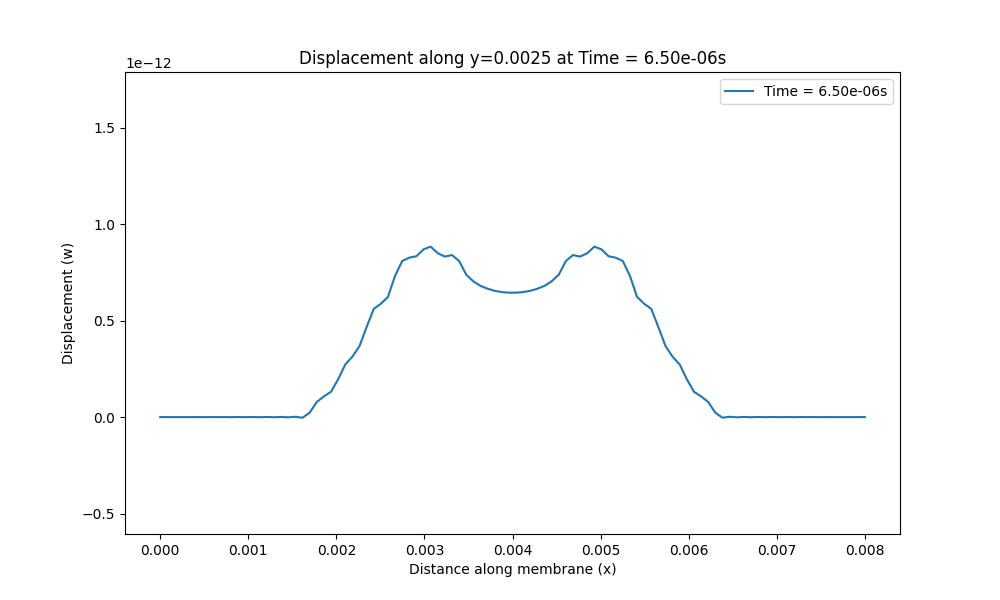 Displacement along y=0.0025 at Time = 6.50e-06s
1e−12
Time = 6.50e-06s
1.5
1.0
0.5
0.0
−0.5
Displacement (w)
0.000 0.001 0.002 0.003 0.004 0.005 0.006 0.007 0.008
Distance along membrane (x)